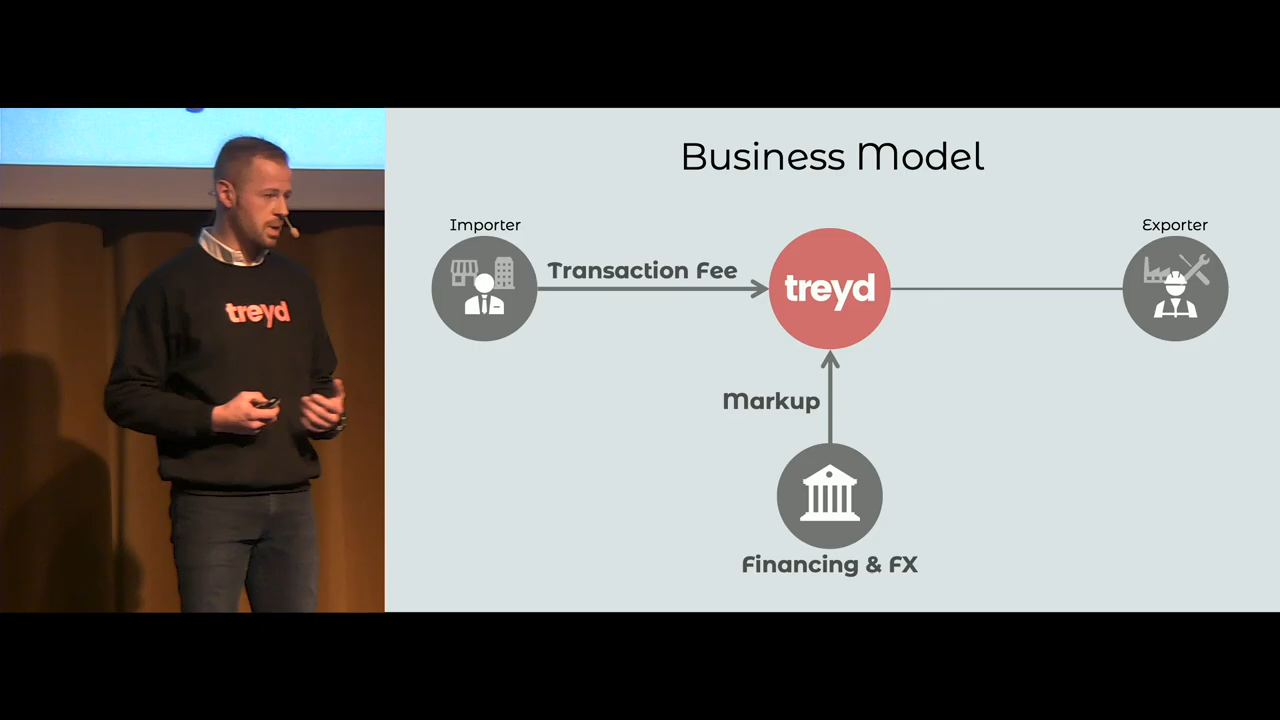 Business Model
Importer
Exporter
Transaction Fee
treyd
treyd
Markup
Financing & FX